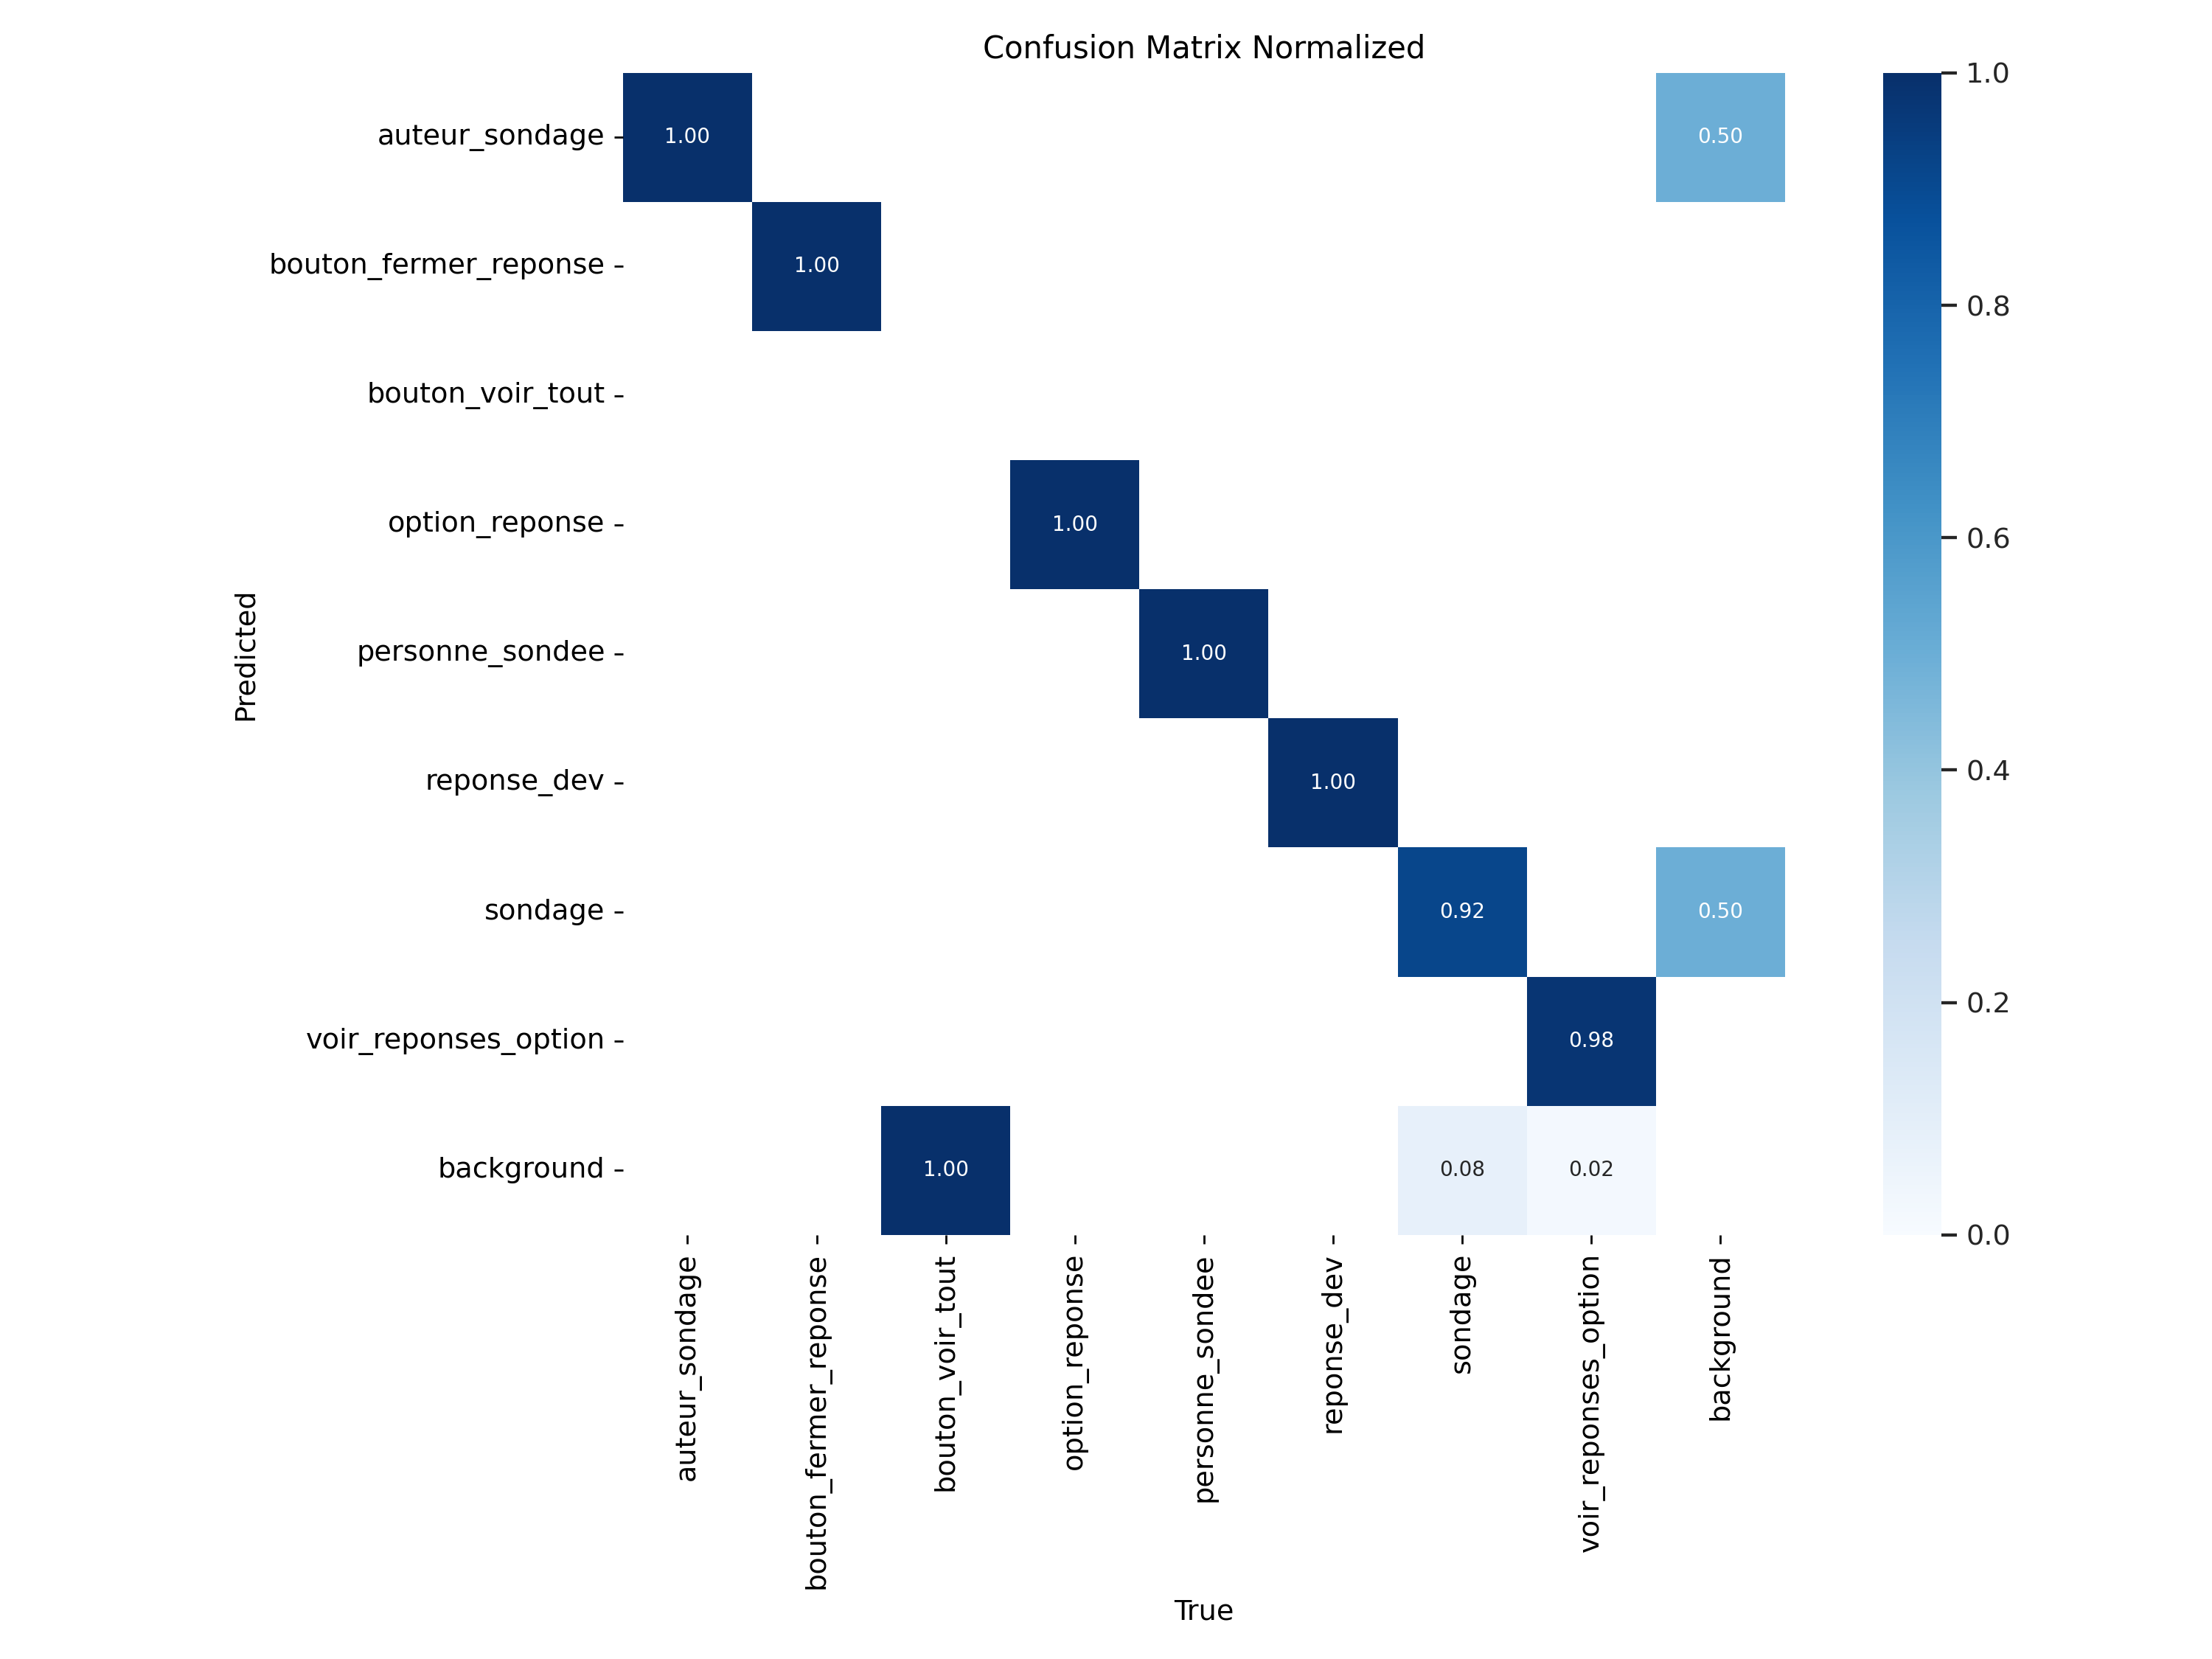 Confusion Matrix Normalized
auteur_sondage
1.00
0.50
1.0
bouton_fermer_reponse
1.00
0.8
bouton_voir_tout
option_reponse
1.00
0.6
Predicted
personne_sondee
1.00
reponse_dev
1.00
0.4
sondage
0.92
0.50
voir_reponses_option
0.98
0.2
background
1.00
0.08
0.02
0.0
auteur_sondage
bouton_fermer_reponse
bouton_voir_tout
option_reponse
personne_sondee
reponse_dev
sondage
voir_reponses_option
background
True